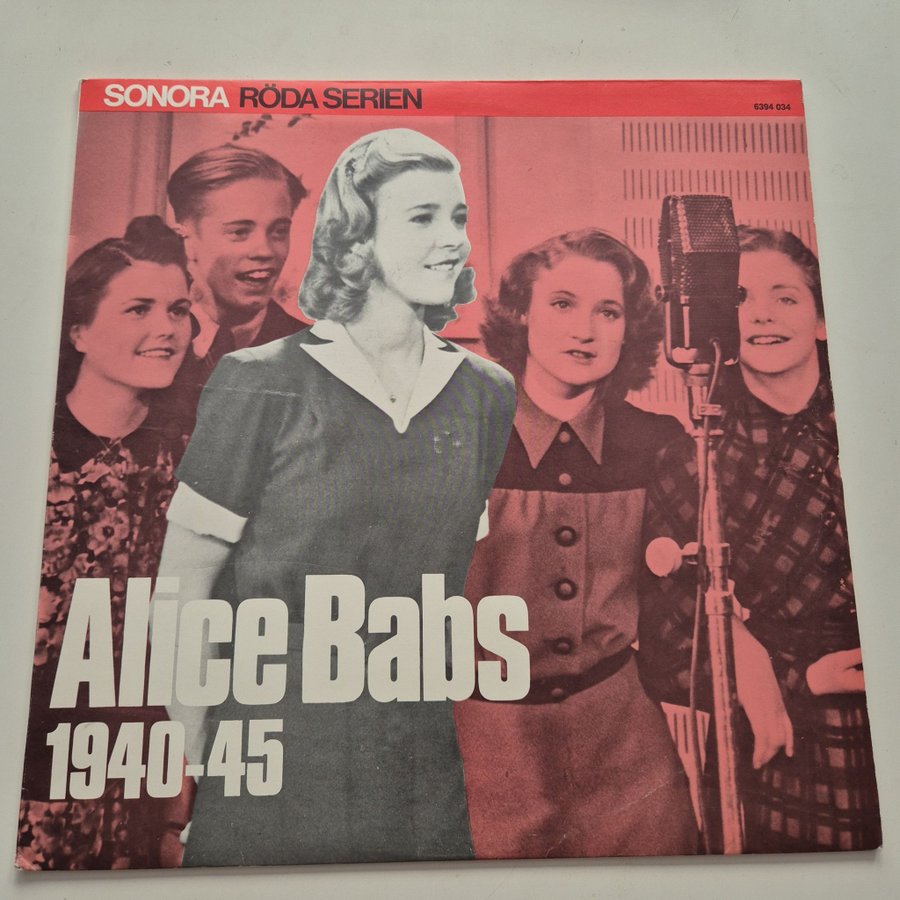 SONORA RÖDA SERIEN 6394 034
Alice Babs
1940-45